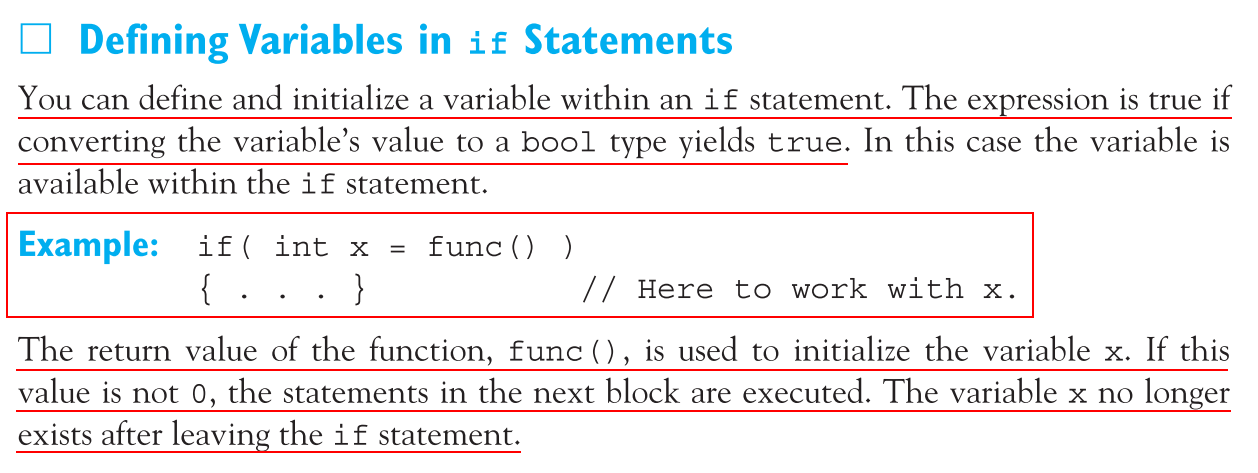 □ Defining Variables in if Statements
You can define and initialize a variable within an if statement. The expression is true if
converting the variable’s value to a bool type yields true. In this case the variable is
available within the if statement.
Example: if( int x = func() )
{ . . . } // Here to work with x.
The return value of the function, func(), is used to initialize the variable x. If this
value is not 0, the statements in the next block are executed. The variable x no longer
exists after leaving the if statement.